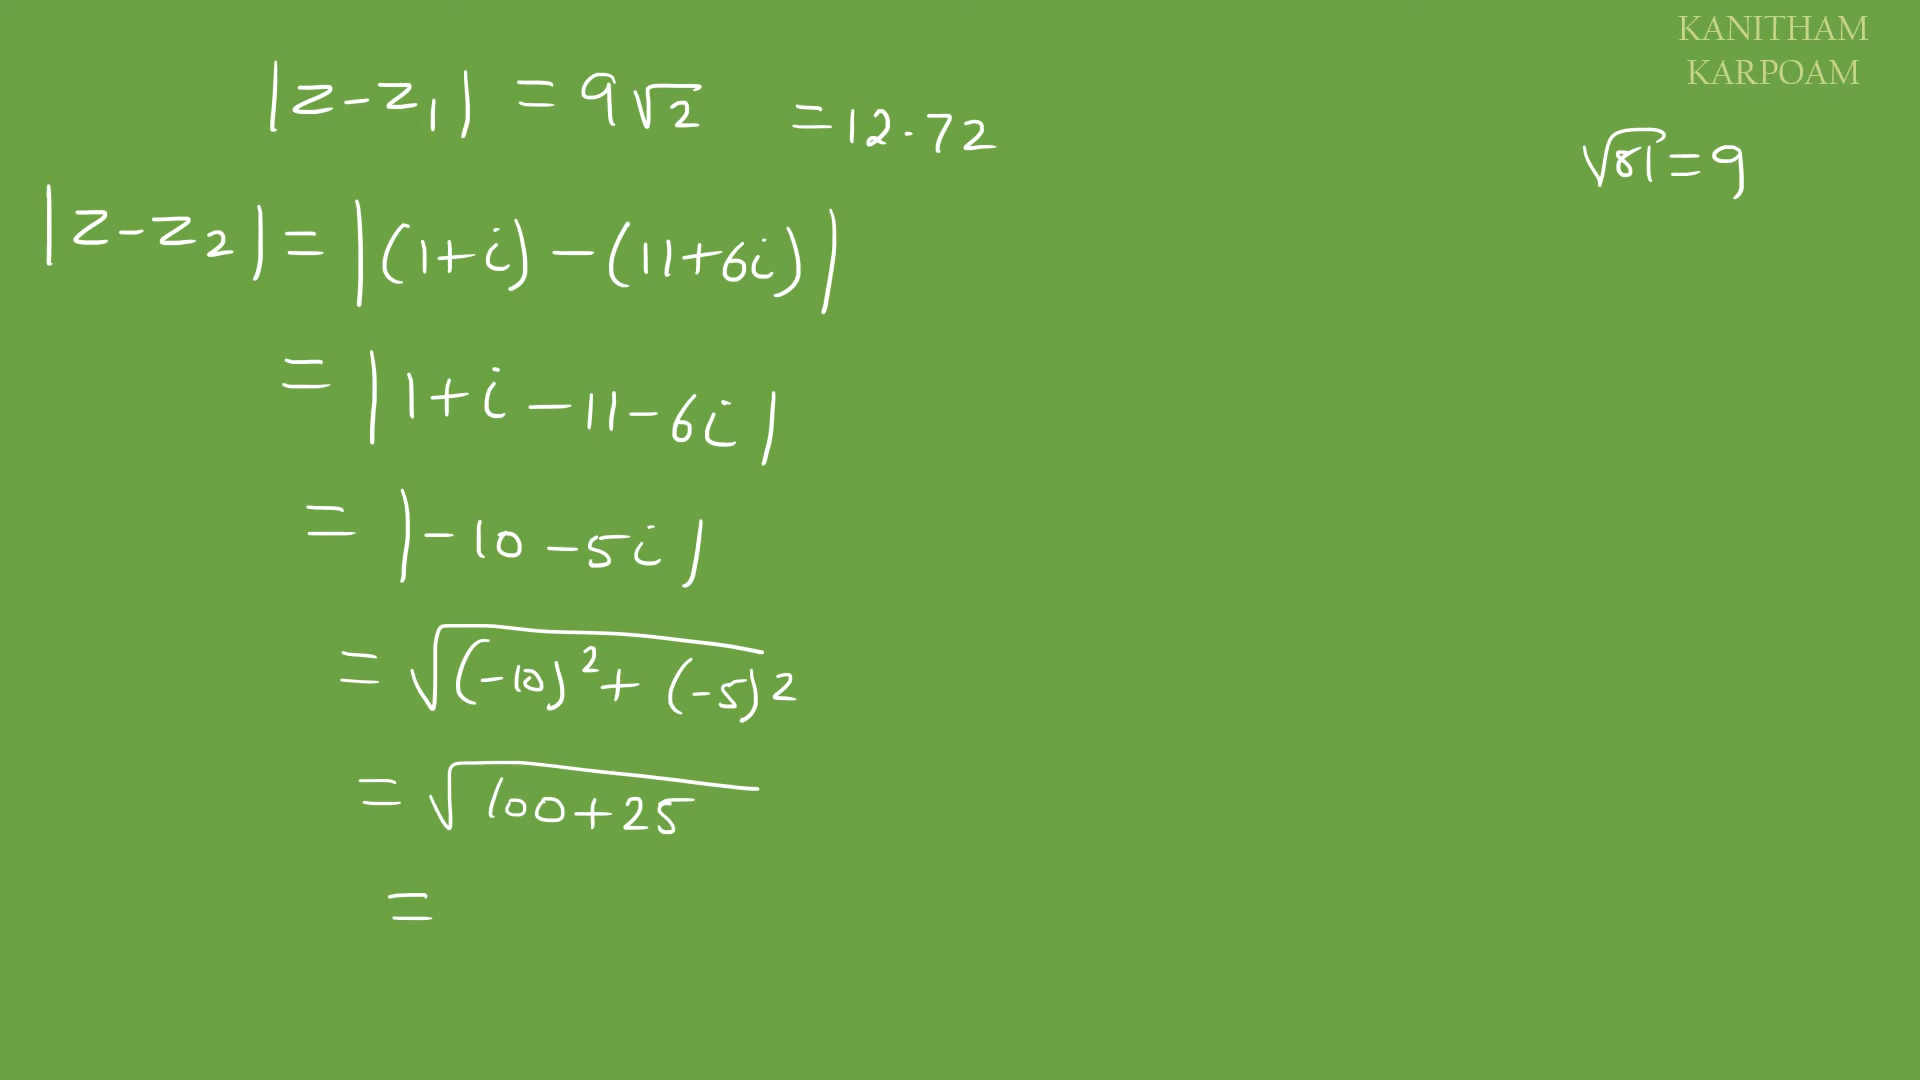 KANITHAM
KARPOAM
|z-z₁| = 9√2 = 12.72
√81 = 9
|z-z₂| = |(1+i) - (11+6i)|
= |1+i-11-6i|
= |-10-5i|
= √(-10)²+(-5)²
= √100+25
=